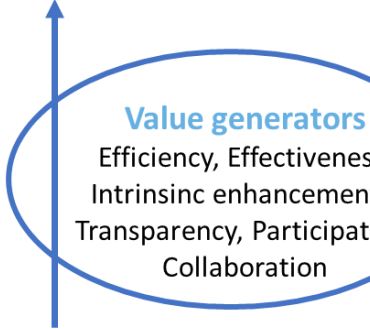 Value generators
Efficiency, Effectivenes
Intrinsinc enhancemen
Transparency, Participat
Collaboration